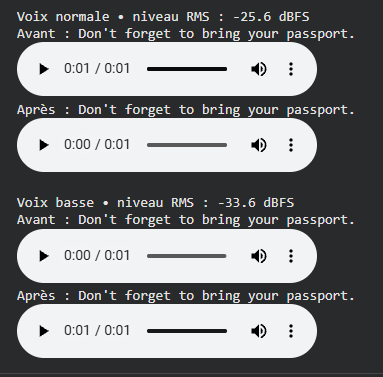 Voix normale • niveau RMS : -25.6 dBFS
Avant : Don't forget to bring your passport.
0:01 / 0:01
Après : Don't forget to bring your passport.
0:00 / 0:01
Voix basse • niveau RMS : -33.6 dBFS
Avant : Don't forget to bring your passport.
0:00 / 0:01
Après : Don't forget to bring your passport.
0:01 / 0:01